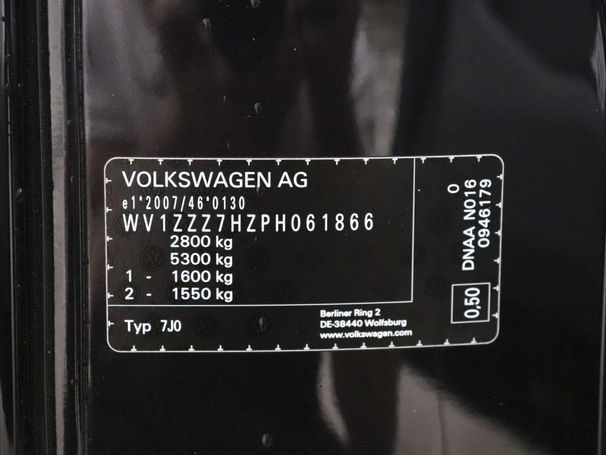 VOLKSWAGEN AG
e1*2007/46*0130
WV1ZZZ7HZPH061866
2800 kg
5300 kg
1 - 1600 kg
2 - 1550 kg
Typ 7J0
Berliner Ring 2
DE-38440 Wolfsburg
www.volkswagen.com
0,50
DNAA N016 0
0946179